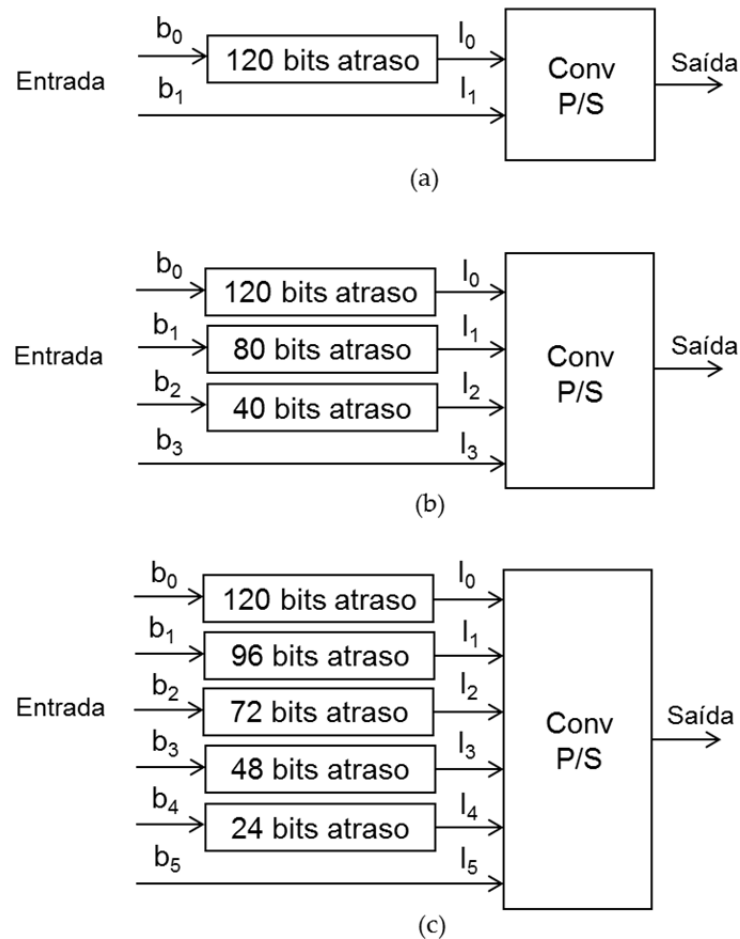 b0 120 bits atraso I0
Entrada b1 I1 Conv P/S Saída
(a)
b0 120 bits atraso I0
b1 80 bits atraso I1
Entrada b2 40 bits atraso I2 Conv P/S Saída
b3 I3
(b)
b0 120 bits atraso I0
b1 96 bits atraso I1
b2 72 bits atraso I2
Entrada b3 48 bits atraso I3 Conv P/S Saída
b4 24 bits atraso I4
b5 I5
(c)